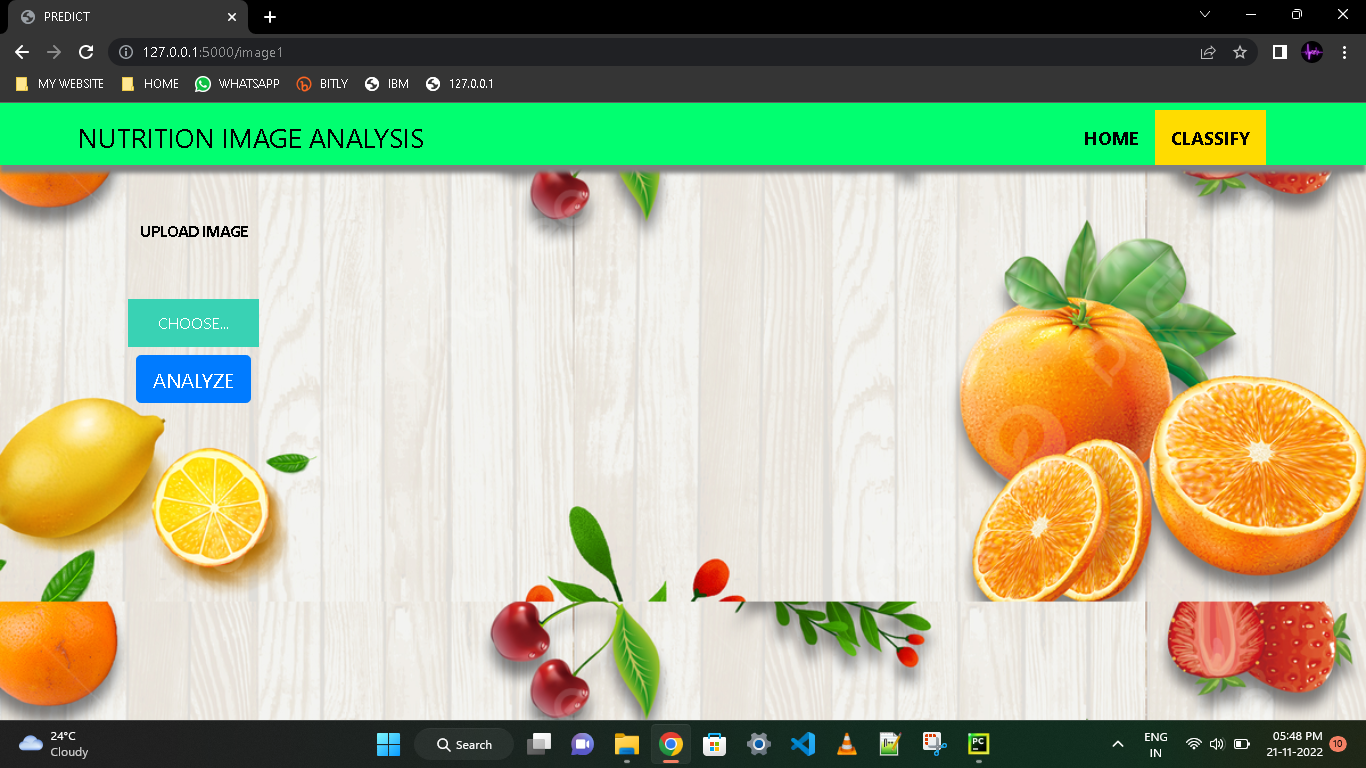 PREDICT
127.0.0.1:5000/image1
MY WEBSITE HOME WHATSAPP BITLY IBM 127.0.0.1
NUTRITION IMAGE ANALYSIS HOME CLASSIFY
UPLOAD IMAGE
CHOOSE...
ANALYZE
24°C
Cloudy
Search
PC
ENG
IN
05:48 PM
21-11-2022
10